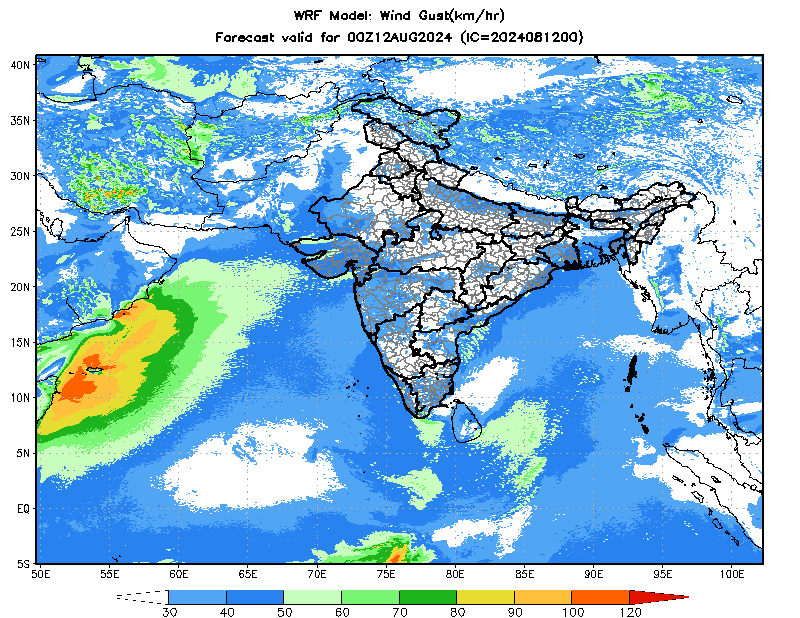 WRF Model: Wind Gust(km/hr)
Forecast valid for 00Z12AUG2024 (IC=2024081200)
40N
35N
30N
25N
20N
15N
10N
5N
EQ
5S
50E 55E 60E 65E 70E 75E 80E 85E 90E 95E 100E
30 40 50 60 70 80 90 100 120